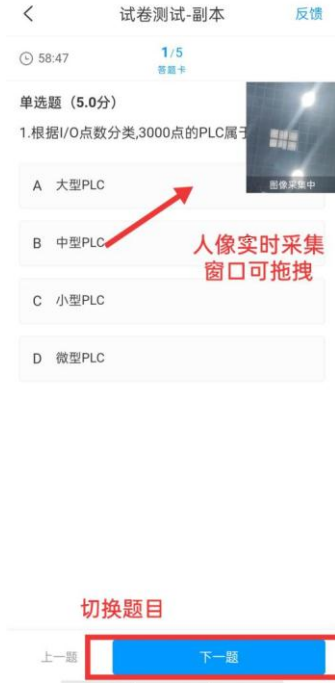 试卷测试-副本
反馈
58:47
1/5
答题卡
单选题（5.0分）
1.根据I/O点数分类,3000点的PLC属于
图像采集中
A 大型PLC
B 中型PLC
人像实时采集
窗口可拖拽
C 小型PLC
D 微型PLC
切换题目
上一题
下一题